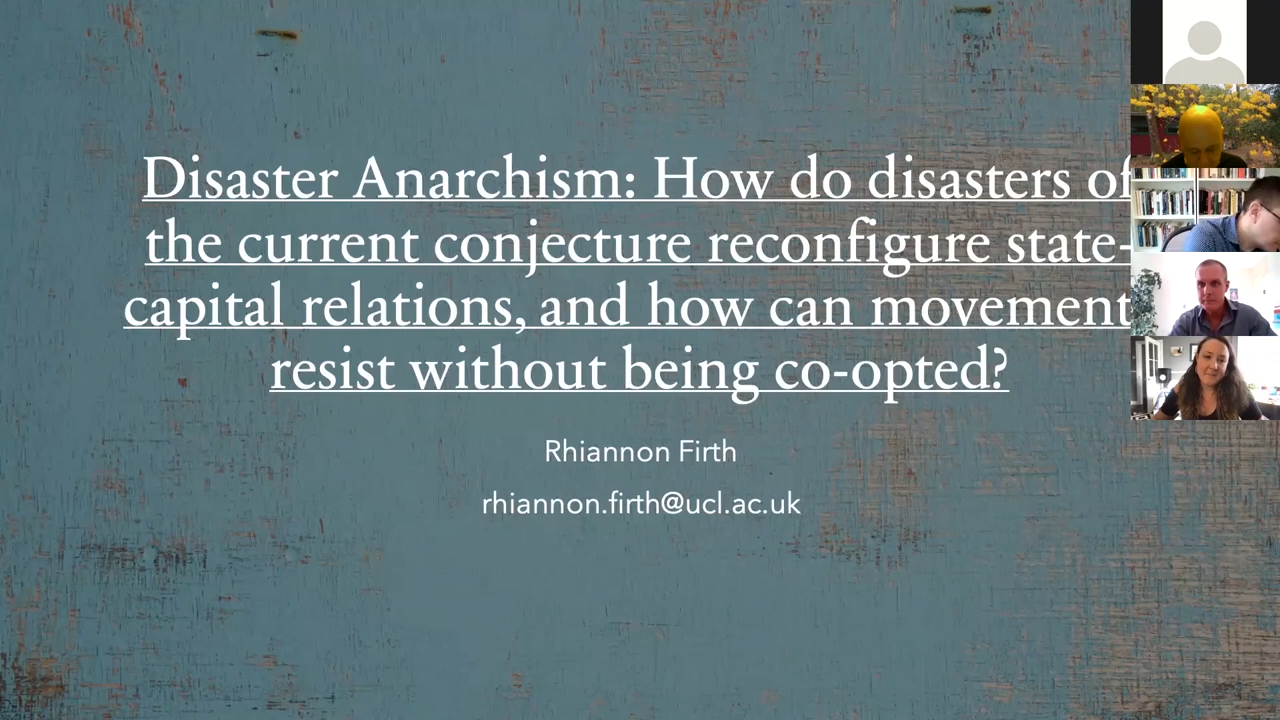 Disaster Anarchism: How do disasters of
the current conjecture reconfigure state-
capital relations, and how can movement
resist without being co-opted?
Rhiannon Firth
rhiannon.firth@ucl.ac.uk